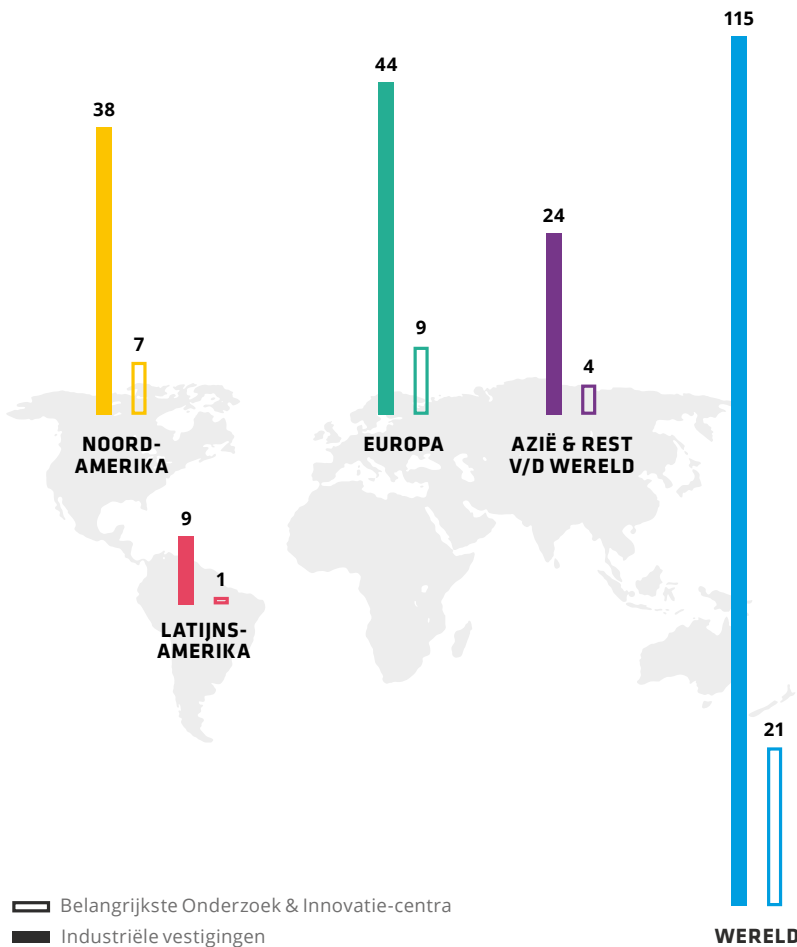 115
44
38
24
9
7
4
NOORD-
AMERIKA
EUROPA
AZIË & REST
V/D WERELD
9
1
LATIJNS-
AMERIKA
21
Belangrijkste Onderzoek & Innovatie-centra
Industriële vestigingen
WERELD